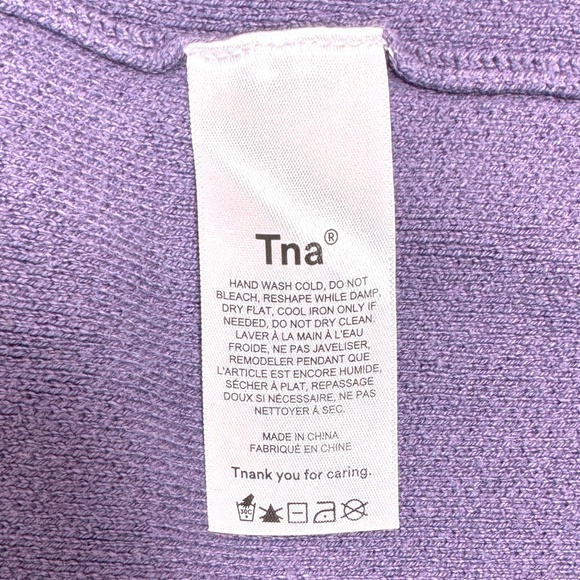 Tna®
HAND WASH COLD, DO NOT
BLEACH, RESHAPE WHILE DAMP,
DRY FLAT, COOL IRON ONLY IF
NEEDED, DO NOT DRY CLEAN.
LAVER À LA MAIN À L'EAU
FROIDE, NE PAS JAVELISER,
REMODELER PENDANT QUE
L'ARTICLE EST ENCORE HUMIDE,
SÉCHER À PLAT, REPASSAGE
DOUX SI NÉCESSAIRE, NE PAS
NETTOYER À SEC.
MADE IN CHINA
FABRIQUÉ EN CHINE
Tnank you for caring.
30C